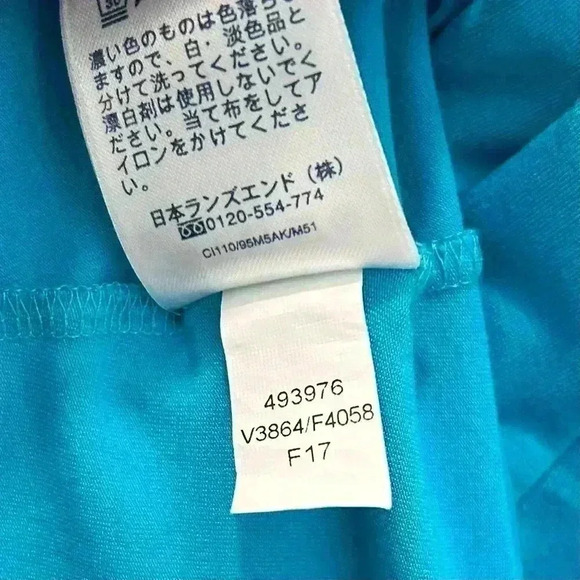 30
濃い色のものは色落ちし
ますので、白・淡色品と
分けて洗ってください。
漂白剤は使用しないでく
ださい。当て布をしてア
イロンをかけてくださ
い。
日本ランズエンド（株）
0120-554-774
CI110/95M5AK/M51
493976
V3864/F4058
F17